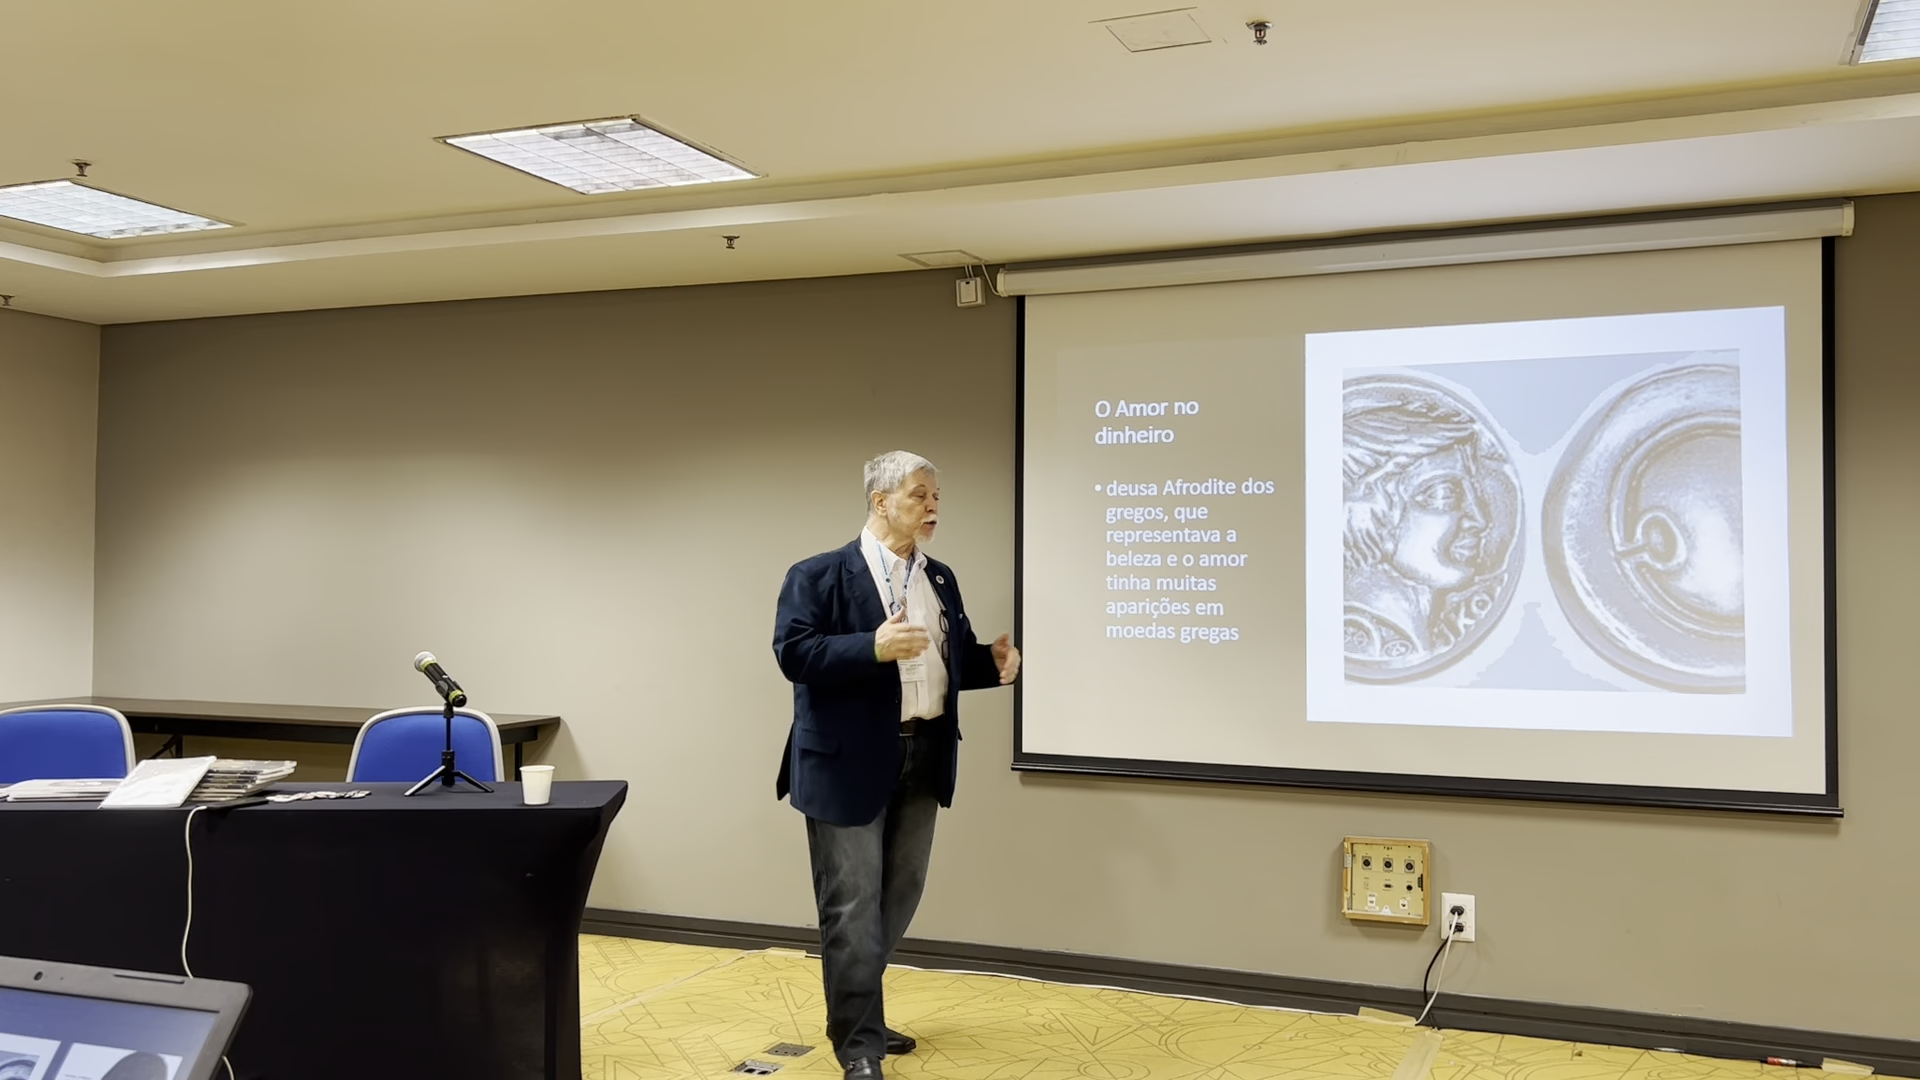 O Amor no
dinheiro
• deusa Afrodite dos
gregos, que
representava a
beleza e o amor
tinha muitas
aparições em
moedas gregas